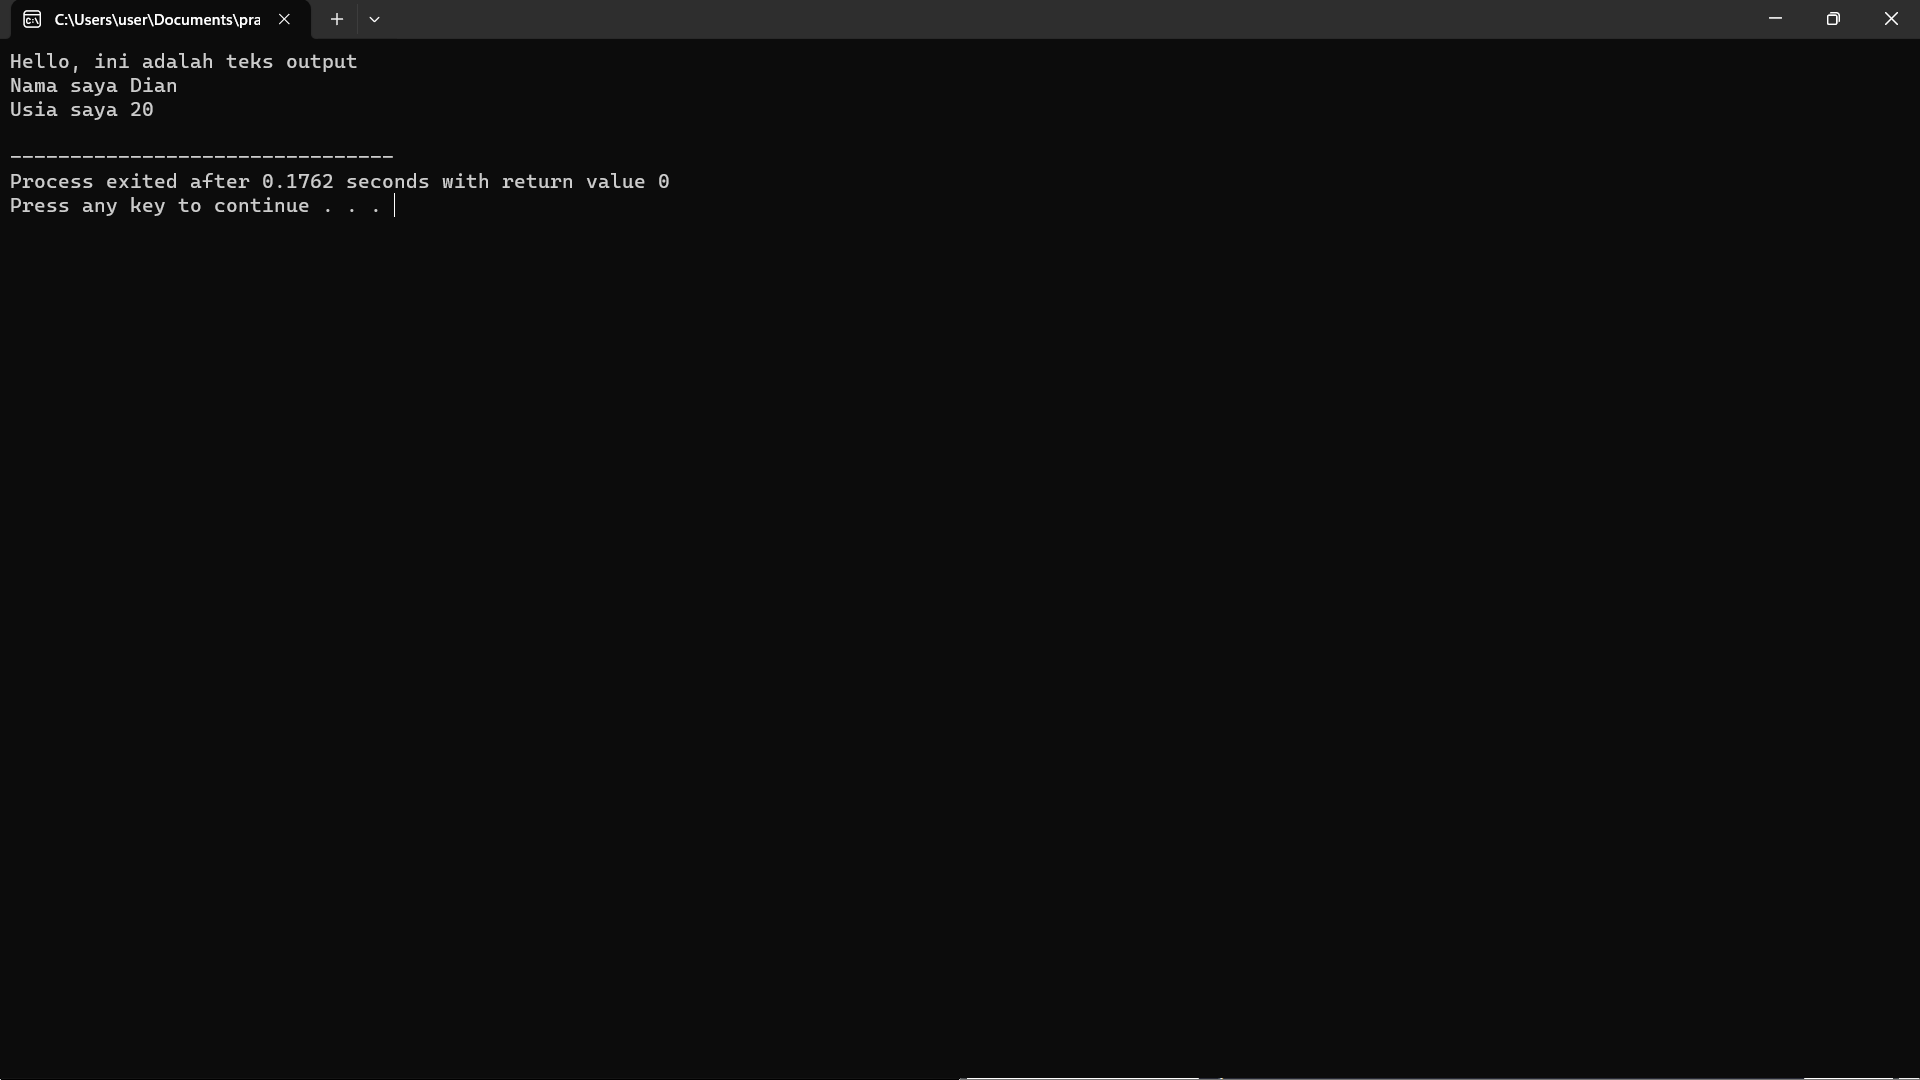 C:\Users\user\Documents\pra
Hello, ini adalah teks output
Nama saya Dian
Usia saya 20
--------------------------------
Process exited after 0.1762 seconds with return value 0
Press any key to continue . . .